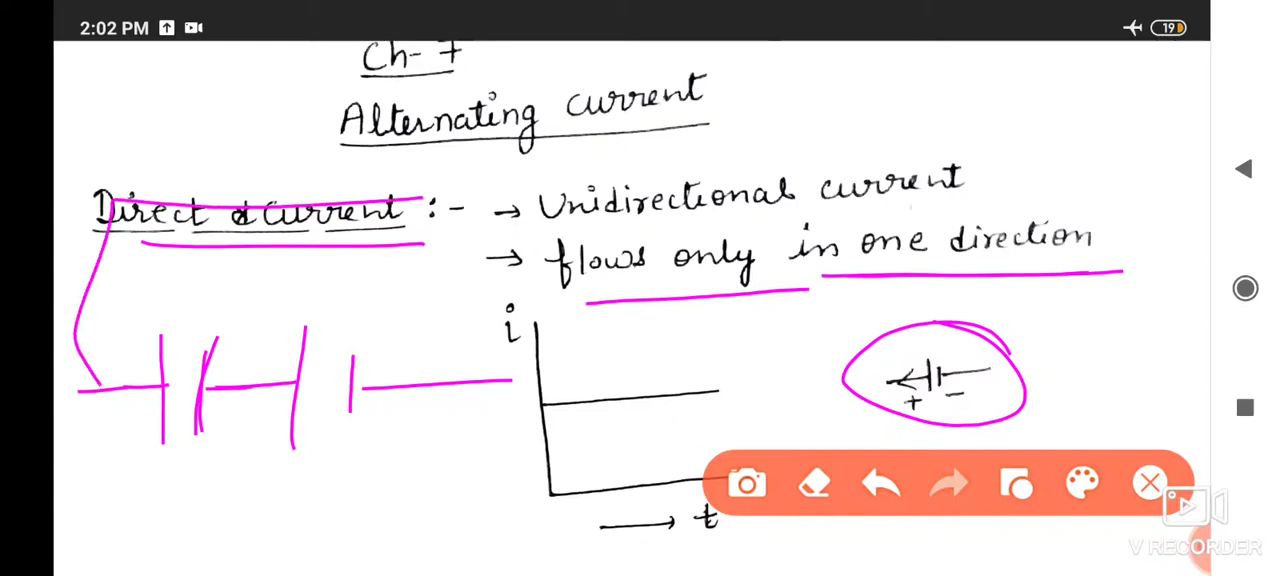 2:02 PM
19
Ch-7
Alternating current
Direct current :- → Unidirectional current
→ flows only in one direction
i
+ -
→ t
V RECORDER